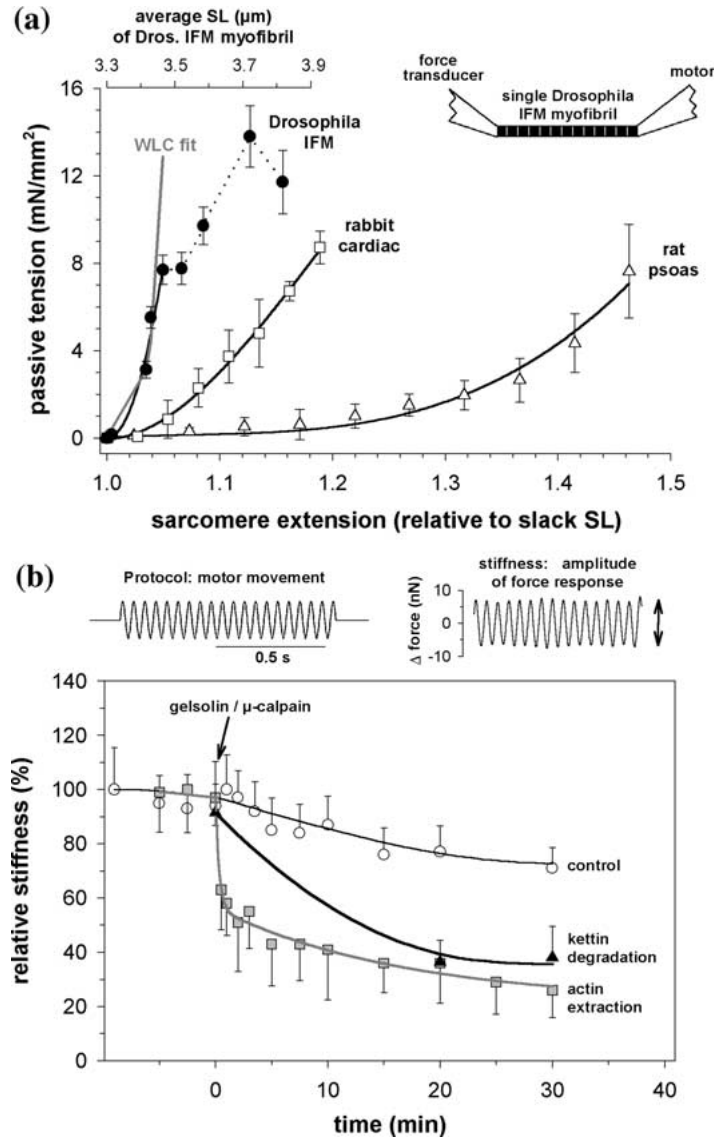 (a)
average SL (µm)
of Dros. IFM myofibril
3.3 3.5 3.7 3.9
force
transducer
motor
single Drosophila
IFM myofibril
16
12
8
4
0
passive tension (mN/mm²)
WLC fit
Drosophila
IFM
rabbit
cardiac
rat
psoas
1.0 1.1 1.2 1.3 1.4 1.5
sarcomere extension (relative to slack SL)
(b)
Protocol: motor movement
0.5 s
stiffness: amplitude
of force response
Δ force (nN)
10
0
-10
140
120
100
80
60
40
20
0
relative stiffness (%)
gelsolin / µ-calpain
control
kettin
degradation
actin
extraction
0 10 20 30 40
time (min)